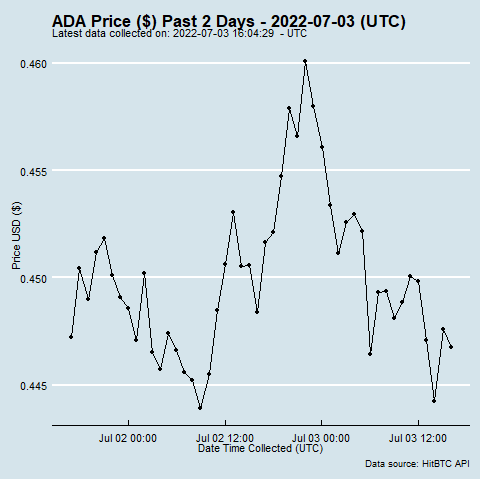 ADA Price ($) Past 2 Days - 2022-07-03 (UTC)
Latest data collected on: 2022-07-03 16:04:29 - UTC
0.460
0.455
0.450
0.445
Price USD ($)
Jul 02 00:00 Jul 02 12:00 Jul 03 00:00 Jul 03 12:00
Date Time Collected (UTC)
Data source: HitBTC API